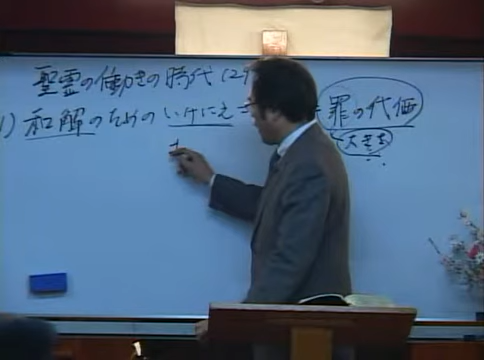 聖霊の働きの時代 (2)
1) 和解のためのいけにえ = = 罪の代価
大きさ